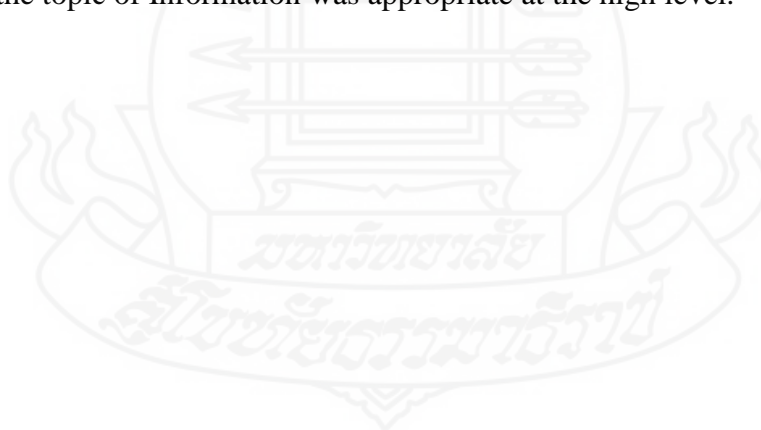 the topic of Information was appropriate at the high level.
มหาวิทยาลัย
สุโขทัยธรรมาธิราช